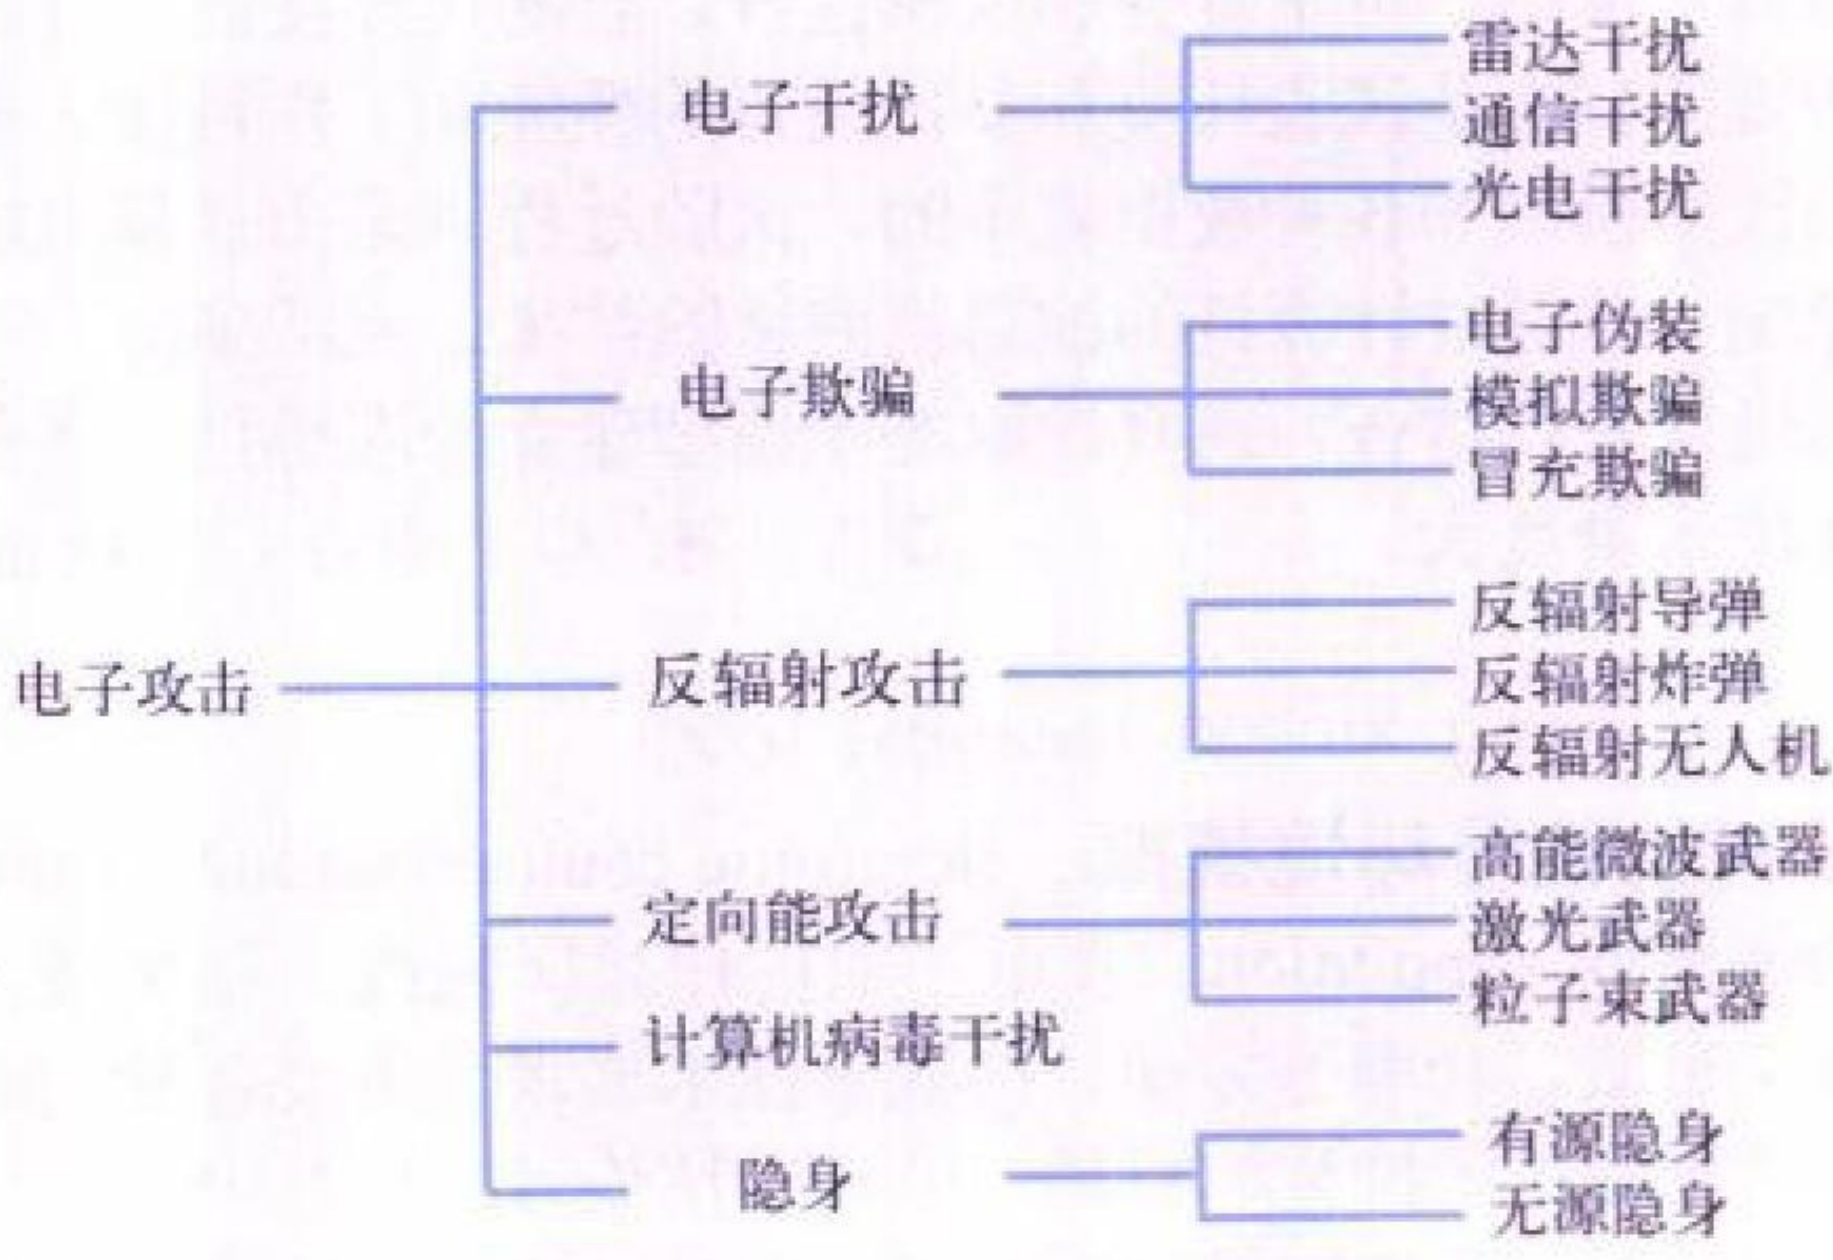 雷达干扰
电子干扰
通信干扰
光电干扰
电子伪装
电子欺骗
模拟欺骗
冒充欺骗
反辐射导弹
电子攻击
反辐射攻击
反辐射炸弹
反辐射无人机
高能微波武器
定向能攻击
激光武器
粒子束武器
计算机病毒干扰
有源隐身
隐身
无源隐身